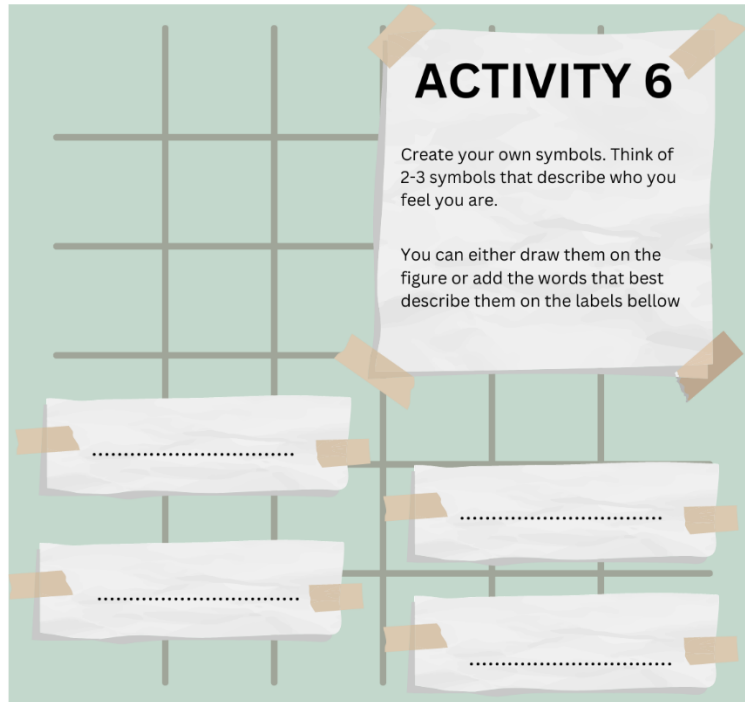 ACTIVITY 6
Create your own symbols. Think of
2-3 symbols that describe who you
feel you are.
You can either draw them on the
figure or add the words that best
describe them on the labels bellow